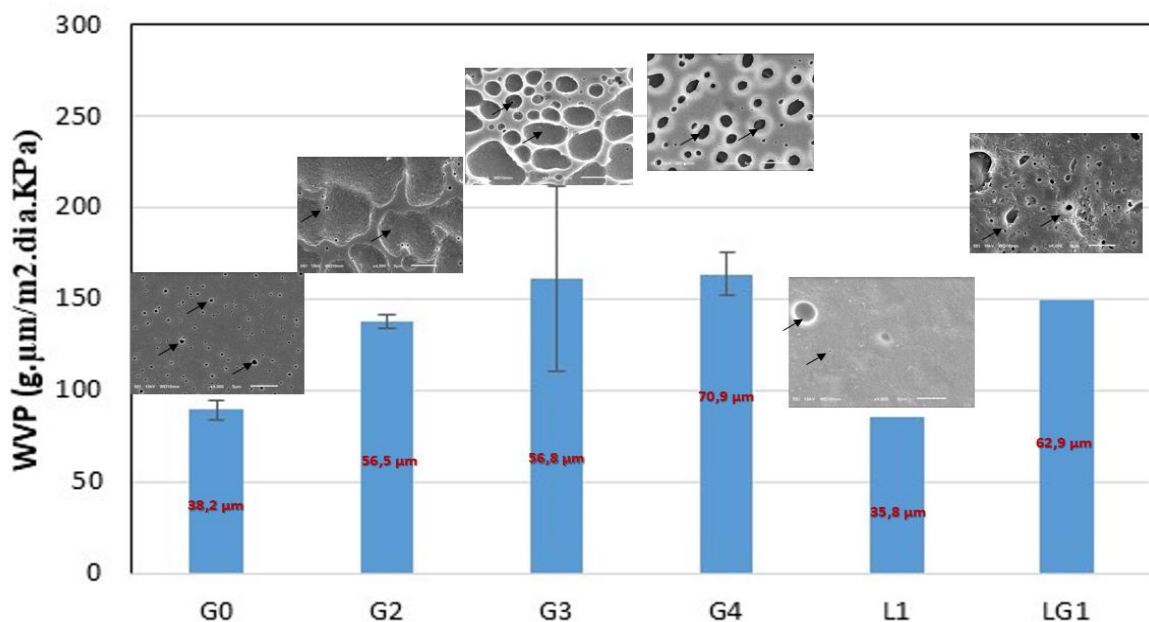 WVP (g.µm/m2.dia.KPa)
300
250
200
150
100
50
0
38,2 µm
56,5 µm
56,8 µm
70,9 µm
35,8 µm
62,9 µm
G0
G2
G3
G4
L1
LG1